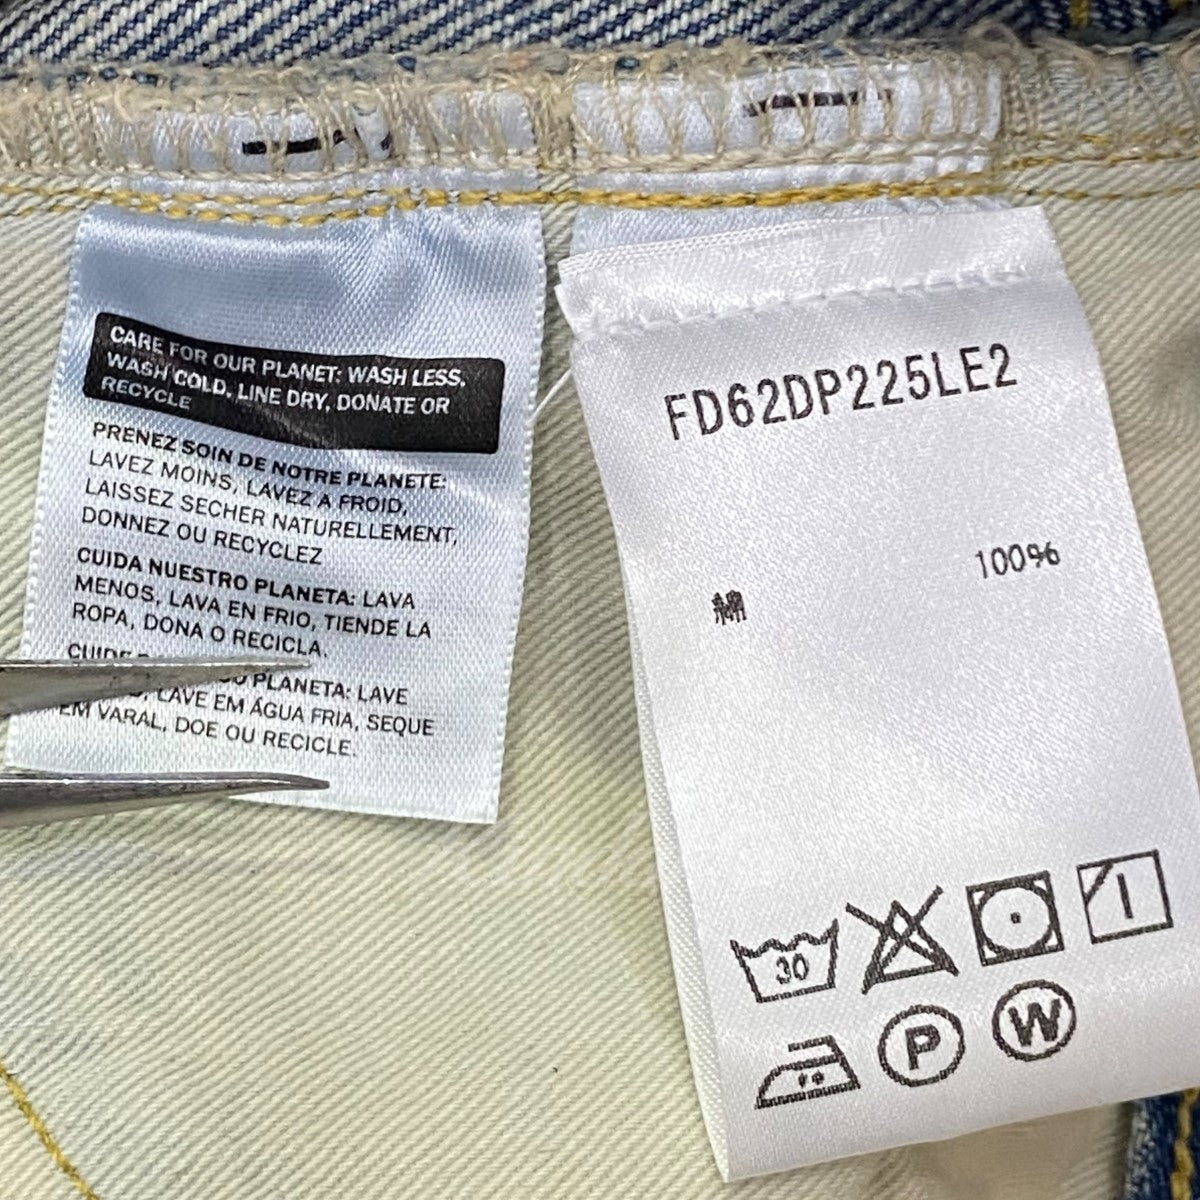 CARE FOR OUR PLANET: WASH LESS,
WASH COLD, LINE DRY, DONATE OR
RECYCLE
PRENEZ SOIN DE NOTRE PLANETE:
LAVEZ MOINS, LAVEZ A FROID,
LAISSEZ SECHER NATURELLEMENT,
DONNEZ OU RECYCLEZ
CUIDA NUESTRO PLANETA: LAVA
MENOS, LAVA EN FRIO, TIENDE LA
ROPA, DONA O RECICLA.
PLANETA: LAVE
LAVE EM ÁGUA FRIA, SEQUE
EM VARAL, DOE OU RECICLE.
FD62DP225LE2
綿 100%
30
P W